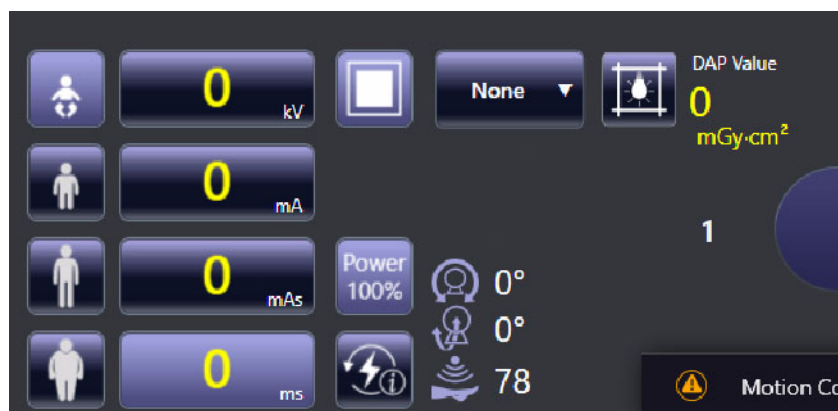 DAP Value
0
kV
None
0
mGy·cm²
0
mA
1
0
mAs
Power
100%
0°
0°
0
ms
78
Motion Co